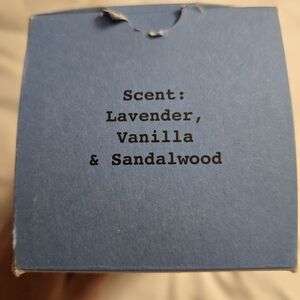 Scent:
Lavender,
Vanilla
& Sandalwood